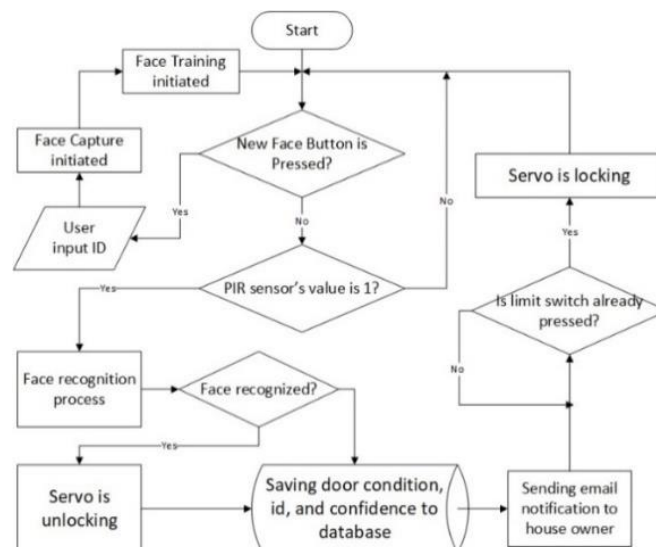 Start
Face Training
initiated
Face Capture
initiated
New Face Button is
Pressed?
Servo is locking
No
Yes
User
input ID
Yes
No
PIR sensor's value is 1?
Yes
Is limit switch already
pressed?
No
Face recognition
process
Face recognized?
Yes
Servo is
unlocking
Saving door condition,
id, and confidence to
database
Sending email
notification to
house owner